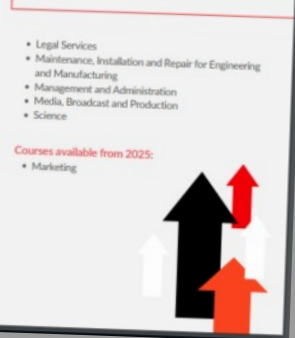 • Legal Services
• Maintenance, Installation and Repair for Engineering
and Manufacturing
• Management and Administration
• Media, Broadcast and Production
• Science
Courses available from 2025:
• Marketing